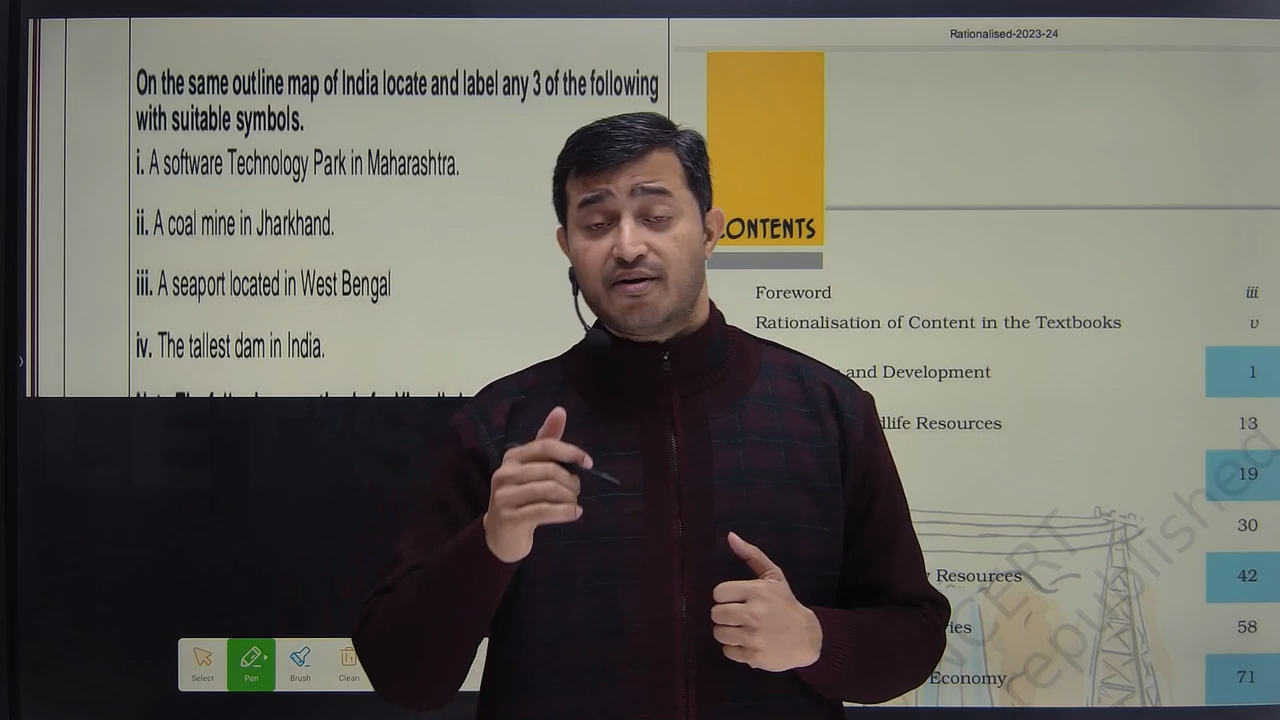 On the same outline map of India locate and label any 3 of the following
with suitable symbols.
i. A software Technology Park in Maharashtra.
ii. A coal mine in Jharkhand.
iii. A seaport located in West Bengal
iv. The tallest dam in India.
Select
Pen
Brush
Clean
Rationalised-2023-24
CONTENTS
Foreword iii
Rationalisation of Content in the Textbooks v
and Development 1
Resources 13
19
30
Resources 42
58
Economy 71
NCERT
republished